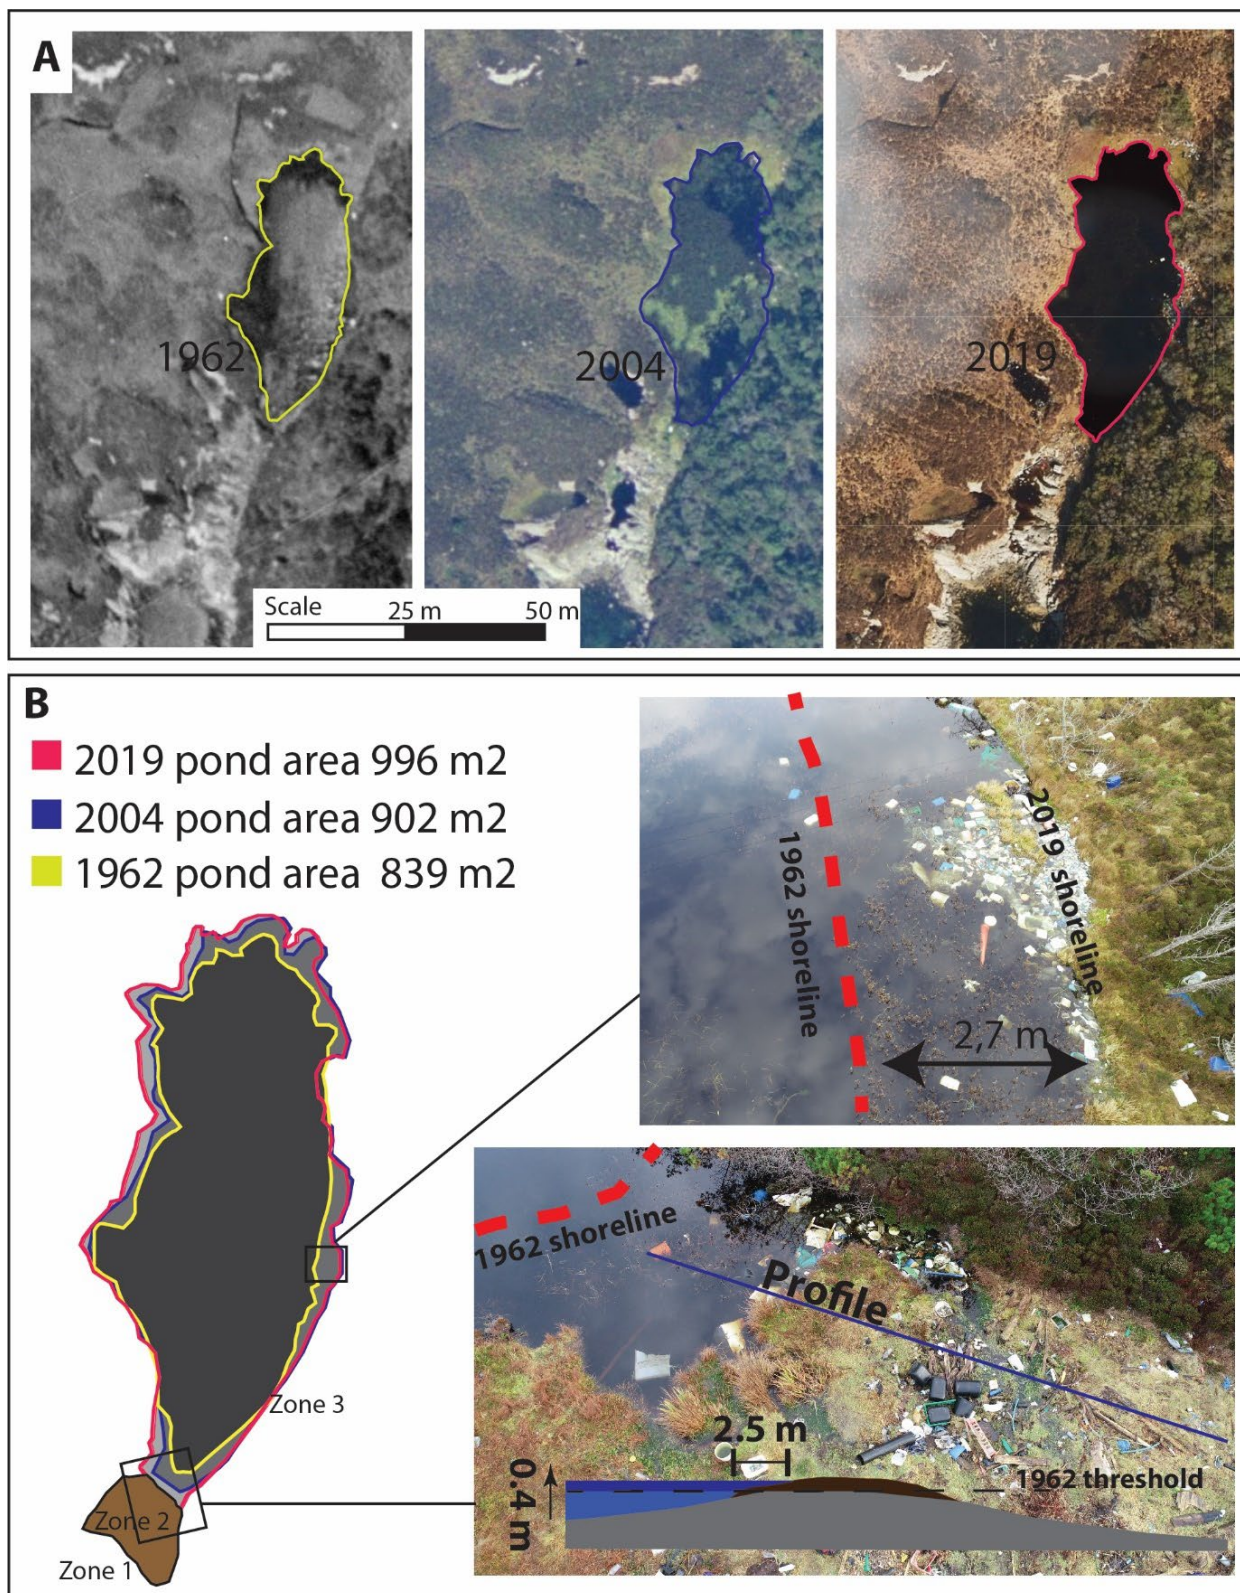 A
1962
2004
2019
Scale
25 m
50 m
B
2019 pond area 996 m2
2004 pond area 902 m2
1962 pond area 839 m2
1962 shoreline
2019 shoreline
2,7 m
1962 shoreline
Profile
Zone 3
2.5 m
0.4 m
1962 threshold
Zone 2
Zone 1